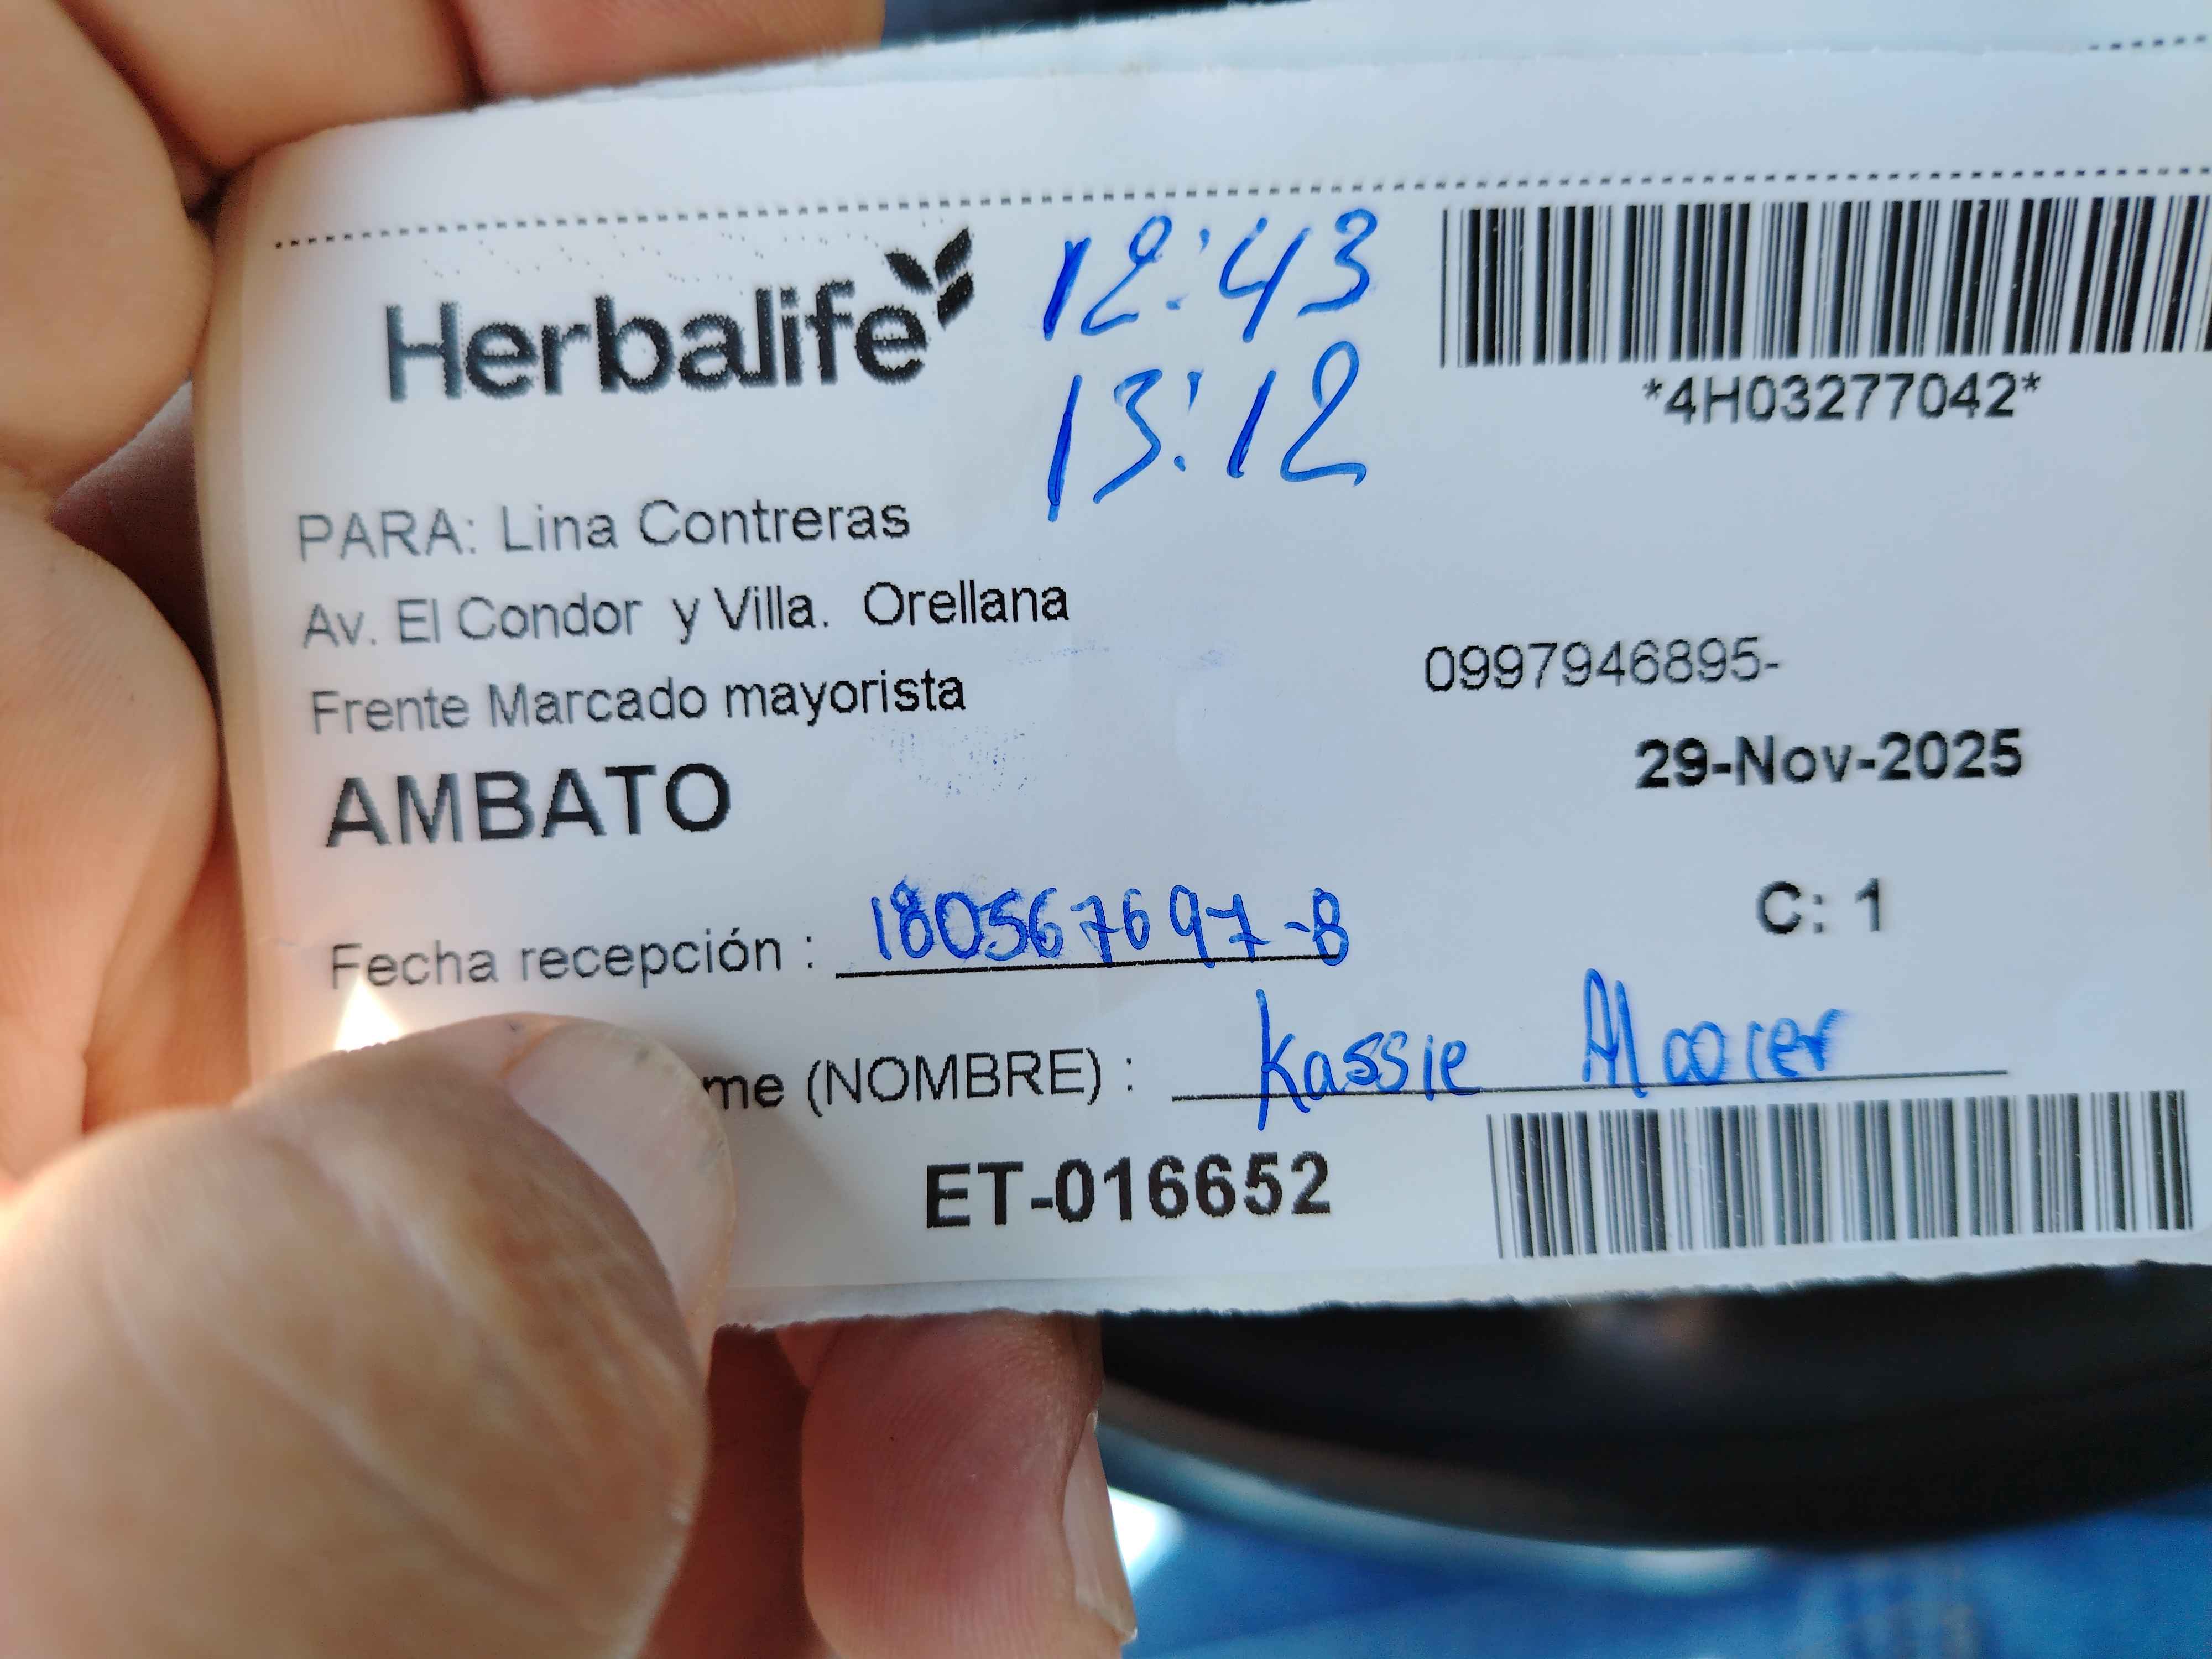 Herbalife
12:43
13:12
*4H03277042*
PARA: Lina Contreras
Av. El Condor y Villa. Orellana
Frente Marcado mayorista
0997946895-
AMBATO
29-Nov-2025
C: 1
Fecha recepción : 180567697-8
me (NOMBRE) : Kassie
ET-016652